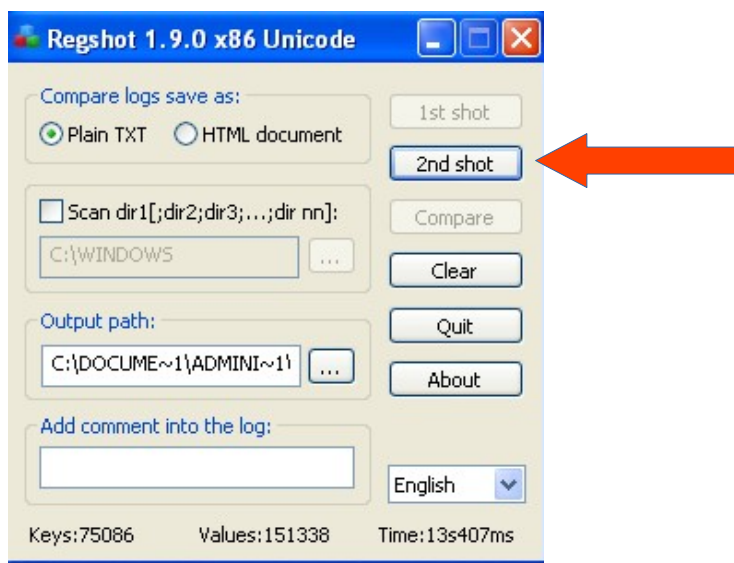 Regshot 1.9.0 x86 Unicode
Compare logs save as:
Plain TXT HTML document
1st shot
2nd shot
Scan dir1[;dir2;dir3;...;dir nn]:
C:\WINDOWS ...
Compare
Clear
Output path:
C:\DOCUME~1\ADMINI~1\ ...
Quit
About
Add comment into the log:
English
Keys:75086 Values:151338 Time:13s407ms